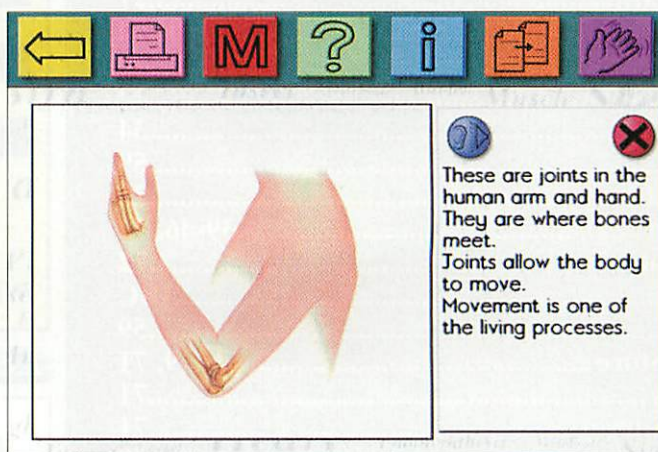 M ? i
These are joints in the
human arm and hand.
They are where bones
meet.
Joints allow the body
to move.
Movement is one of
the living processes.